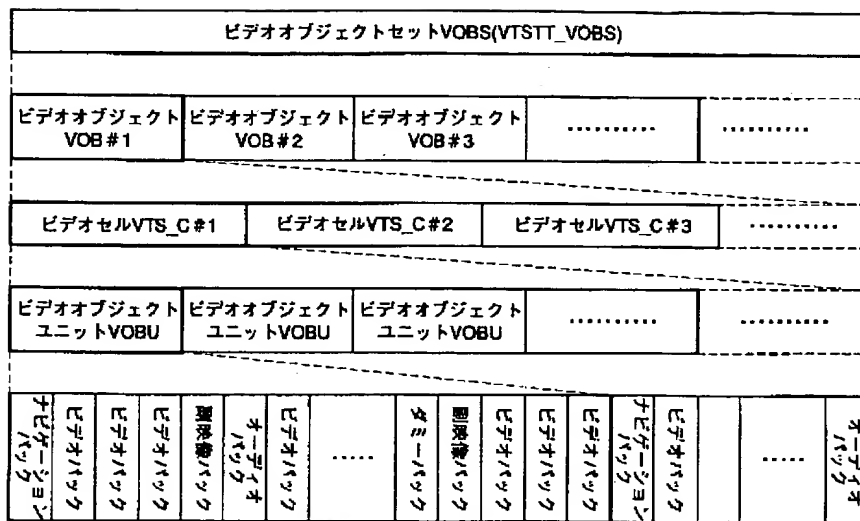 ビデオオブジェクトセットVOBS(VTSTT_VOBS)
ビデオオブジェクト
VOB#1
ビデオオブジェクト
VOB#2
ビデオオブジェクト
VOB#3
··········
··········
ビデオセルVTS_C#1
ビデオセルVTS_C#2
ビデオセルVTS_C#3
··········
ビデオオブジェクト
ユニットVOBU
ビデオオブジェクト
ユニットVOBU
ビデオオブジェクト
ユニットVOBU
··········
··········
ナビゲーション
パック
ビデオパック
ビデオパック
ビデオパック
副映像パック
オーディオ
パック
ビデオパック
·····
ダミーパック
副映像パック
ビデオパック
ビデオパック
ビデオパック
ナビゲーション
パック
ビデオパック
·····
オーディオ
パック